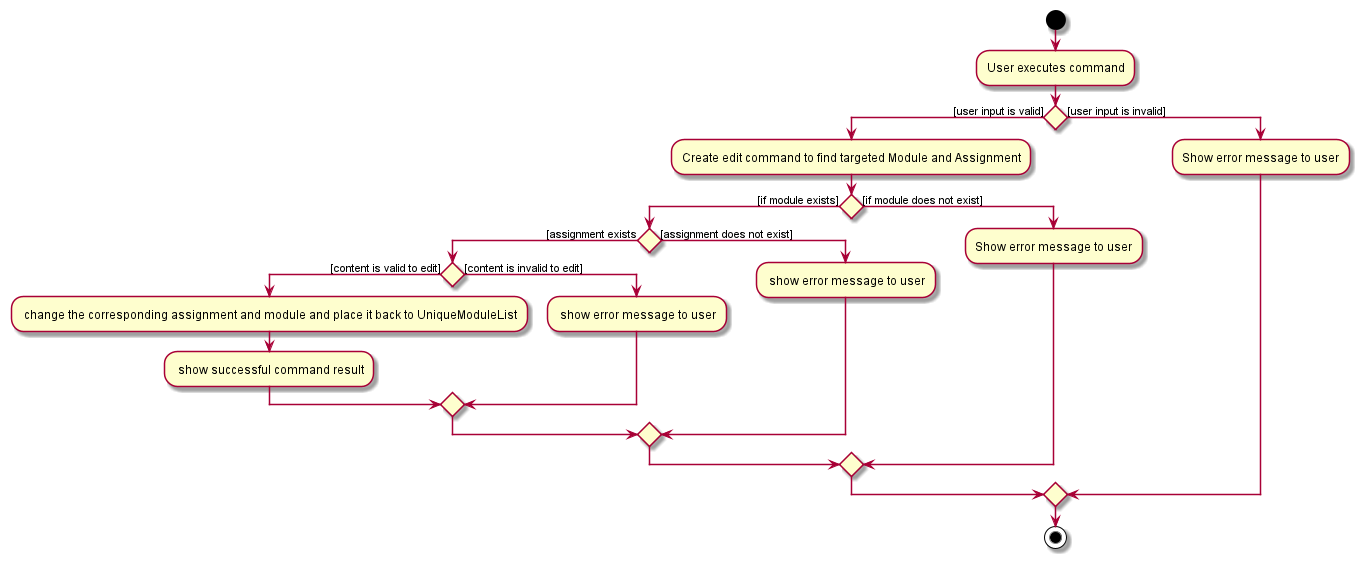 User executes command
[user input is valid]
[user input is invalid]
Create edit command to find targeted Module and Assignment
Show error message to user
[if module exists]
[if module does not exist]
[assignment exists
[assignment does not exist]
Show error message to user
[content is valid to edit]
[content is invalid to edit]
show error message to user
change the corresponding assignment and module and place it back to UniqueModuleList
show error message to user
show successful command result